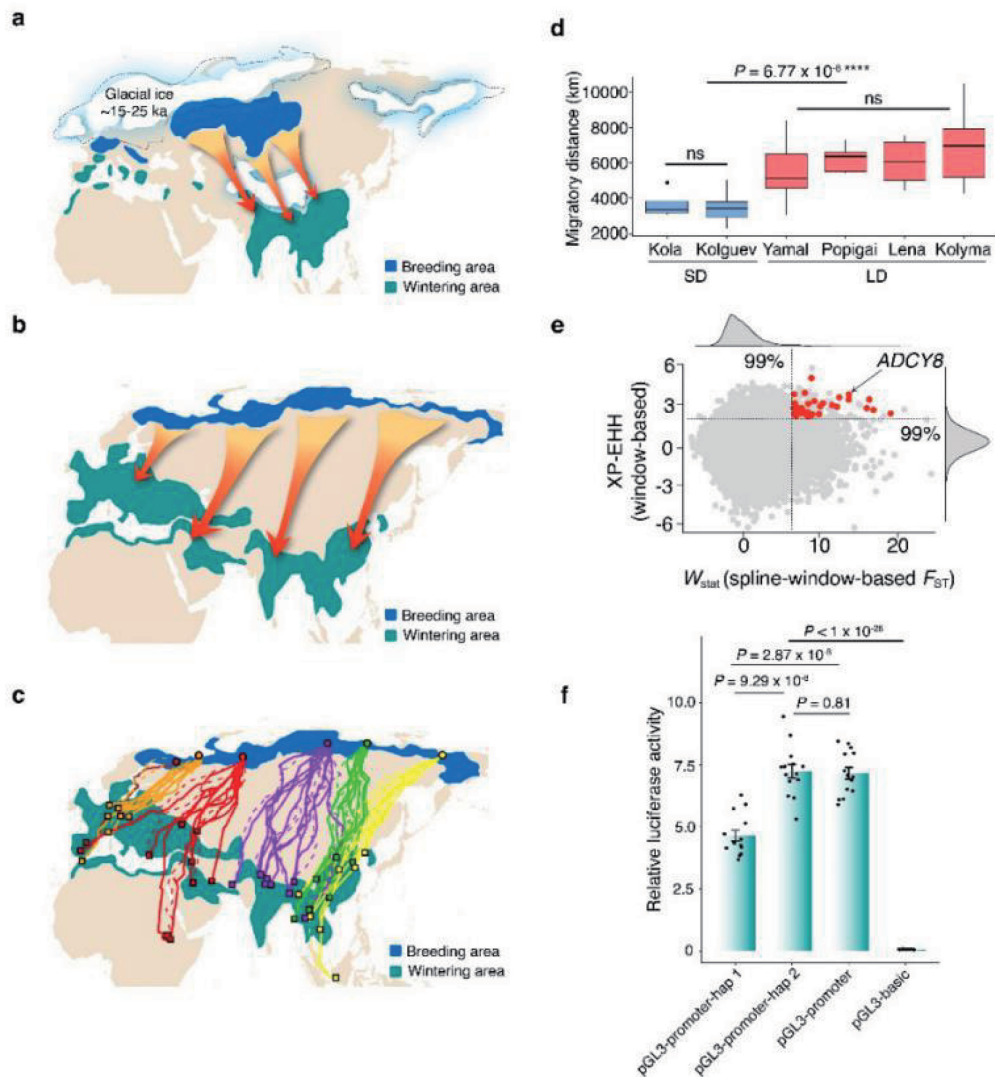 a
Glacial ice
~15-25 ka
Breeding area
Wintering area
b
Breeding area
Wintering area
c
Breeding area
Wintering area
d
P = 6.77 x 10⁻⁶ ****
ns
ns
Migratory distance (km)
10000
8000
6000
4000
2000
Kola Kolguev Yamal Popigai Lena Kolyma
SD LD
e
99%
ADCY8
99%
XP-EHH
(window-based)
6
3
0
-3
-6
0 10 20
Wstat (spline-window-based FST)
f
P < 1 x 10⁻²⁶
P = 2.87 x 10⁻⁸
P = 9.29 x 10⁻⁸
P = 0.81
Relative luciferase activity
10.0
7.5
5.0
2.5
0
pGL3-promoter-hap 1
pGL3-promoter-hap 2
pGL3-promoter
pGL3-basic